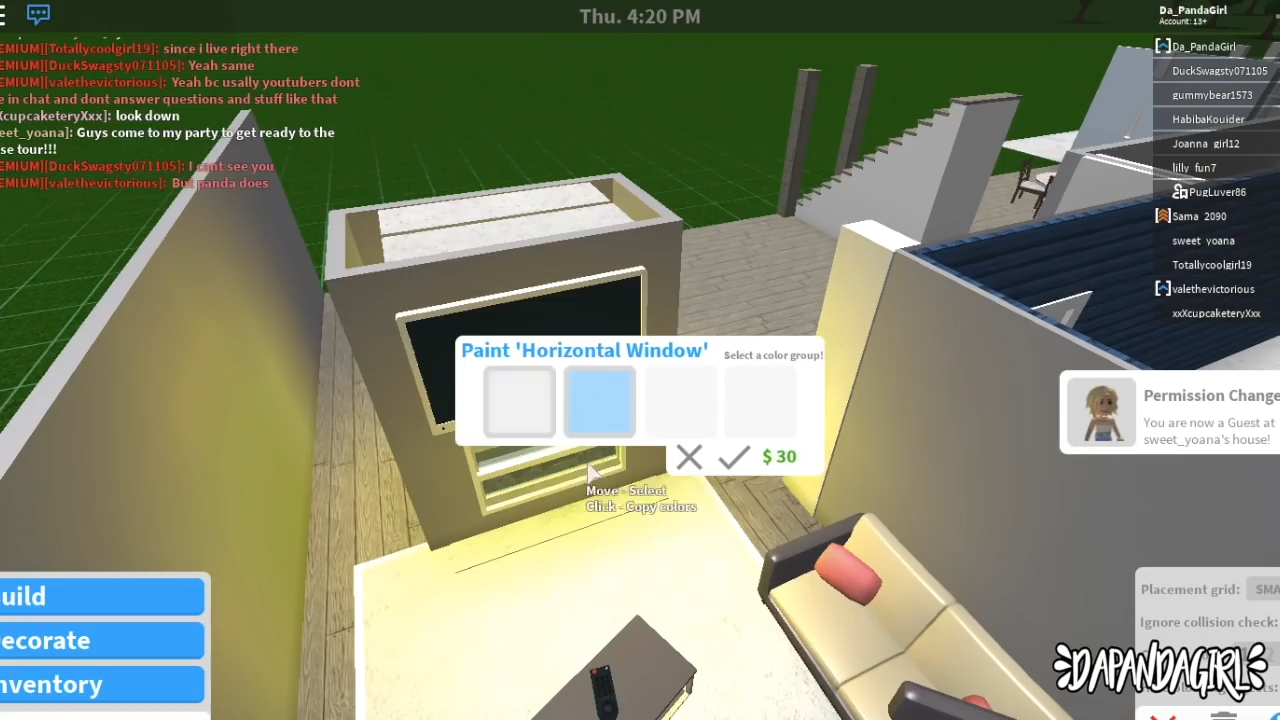 Thu. 4:20 PM
Da_PandaGirl
Account: 13+
EMIUM][Totallycoolgirl19]: since i live right there
EMIUM][DuckSwagsty071105]: Yeah same
EMIUM][valethevictorious]: Yeah bc usally youtubers dont
e in chat and dont answer questions and stuff like that
XcupcaketeryXxx]: look down
eet_yoana]: Guys come to my party to get ready to the
se tour!!!
EMIUM][DuckSwagsty071105]: I cant see you
EMIUM][valethevictorious]: But panda does
Da_PandaGirl
DuckSwagsty071105
gummybear1573
HabibaKouider
Joanna_girl12
lilly_fun7
PugLuver86
Sama_2090
sweet_yoana
Totallycoolgirl19
valethevictorious
xxXcupcaketeryXxx
Paint 'Horizontal Window'
Select a color group!
$ 30
Move - Select
Click - Copy colors
Permission Change
You are now a Guest at
sweet_yoana's house!
uild
ecorate
nventory
Placement grid: SMA
Ignore collision check:
DAPANDAGIRL